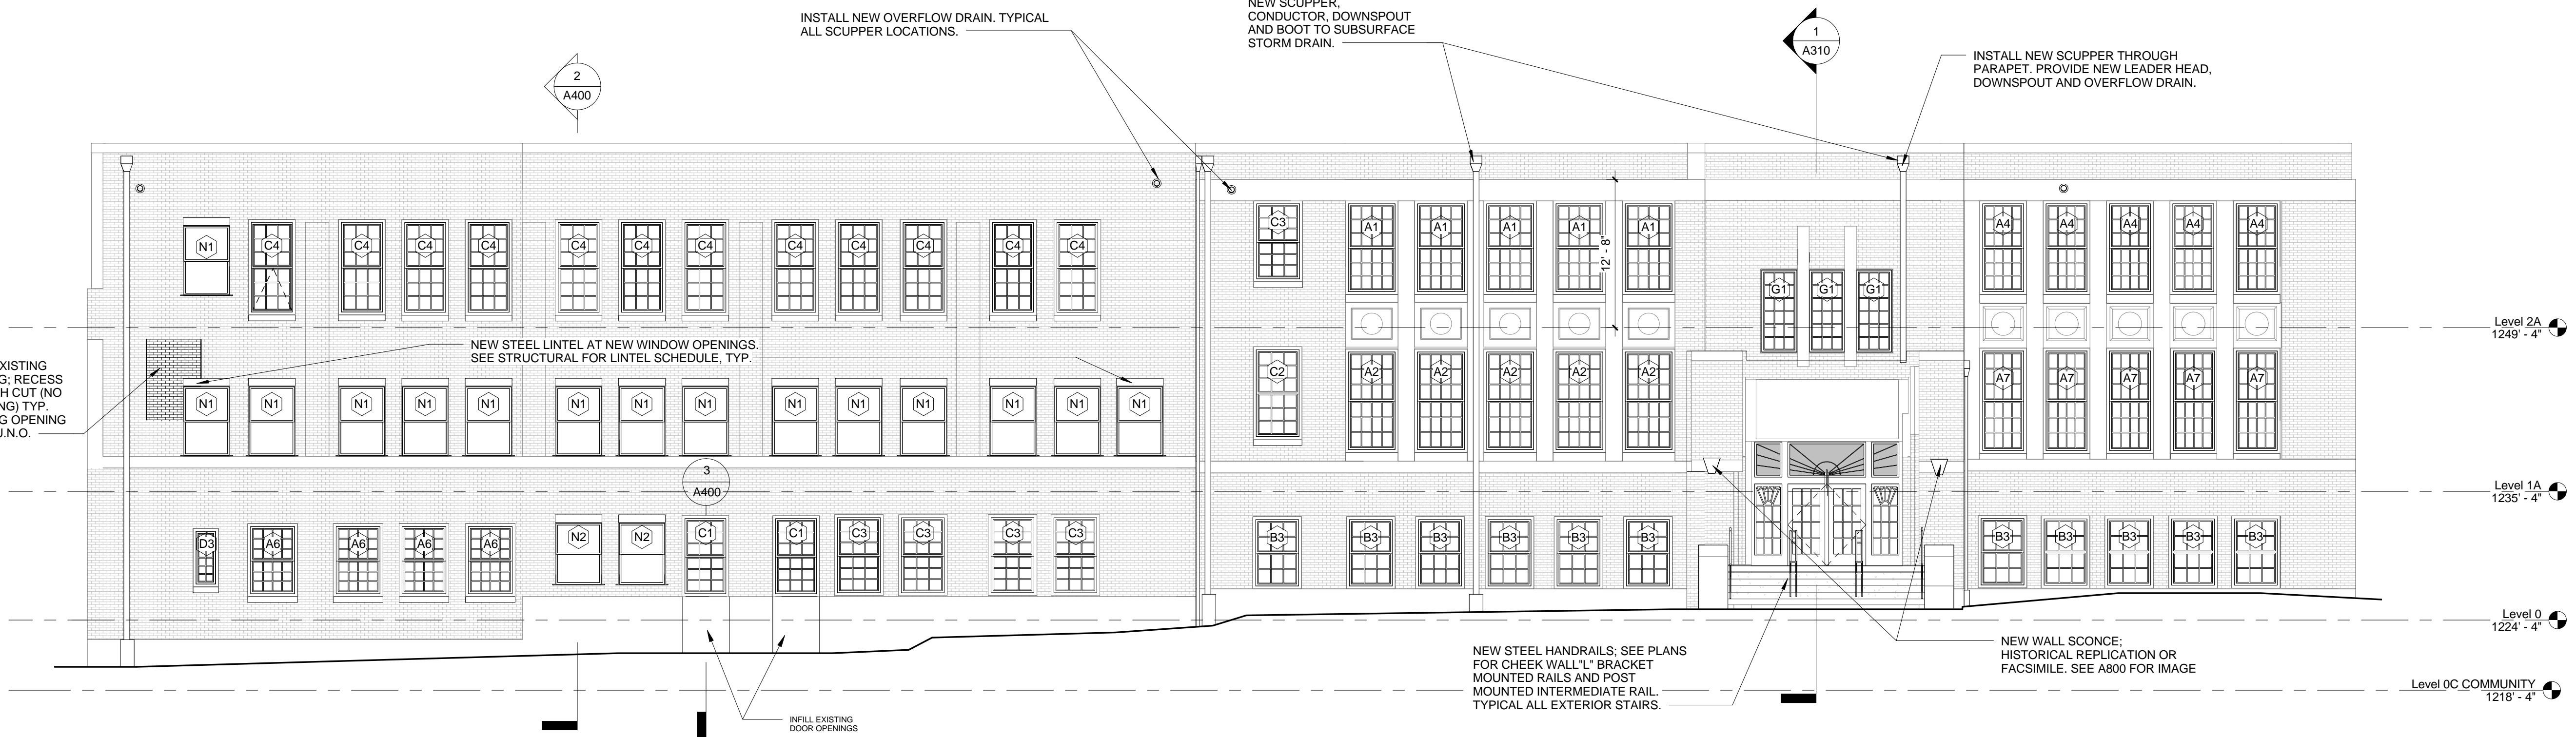 INSTALL NEW OVERFLOW DRAIN. TYPICAL
ALL SCUPPER LOCATIONS.
NEW SCUPPER,
CONDUCTOR, DOWNSPOUT
AND BOOT TO SUBSURFACE
STORM DRAIN.
1
A310
INSTALL NEW SCUPPER THROUGH
PARAPET. PROVIDE NEW LEADER HEAD,
DOWNSPOUT AND OVERFLOW DRAIN.
2
A400
N1 C4 C4 C4 C4 C4 C4 C4 C4 C4 C4 C4 C4
C3 A1 A1 A1 A1 A1
12' - 8"
G1 G1 G1
A4 A4 A4 A4 A4
Level 2A
1249' - 4"
NEW STEEL LINTEL AT NEW WINDOW OPENINGS.
SEE STRUCTURAL FOR LINTEL SCHEDULE, TYP.
EXISTING
G; RECESS
H CUT (NO
NG) TYP.
G OPENING
U.N.O.
N1 N1 N1 N1 N1 N1 N1 N1 N1 N1 N1 N1 N1 N1
C2 A2 A2 A2 A2 A2
A7 A7 A7 A7 A7
3
A400
Level 1A
1235' - 4"
D3 A6 A6 A6 A6 N2 N2 C1 C1 C3 C3 C3 C3
B3 B3 B3 B3 B3 B3
B3 B3 B3 B3 B3
Level 0
1224' - 4"
NEW STEEL HANDRAILS; SEE PLANS
FOR CHEEK WALL"L" BRACKET
MOUNTED RAILS AND POST
MOUNTED INTERMEDIATE RAIL.
TYPICAL ALL EXTERIOR STAIRS.
NEW WALL SCONCE;
HISTORICAL REPLICATION OR
FACSIMILE. SEE A800 FOR IMAGE
Level 0C COMMUNITY
1218' - 4"
INFILL EXISTING
DOOR OPENINGS